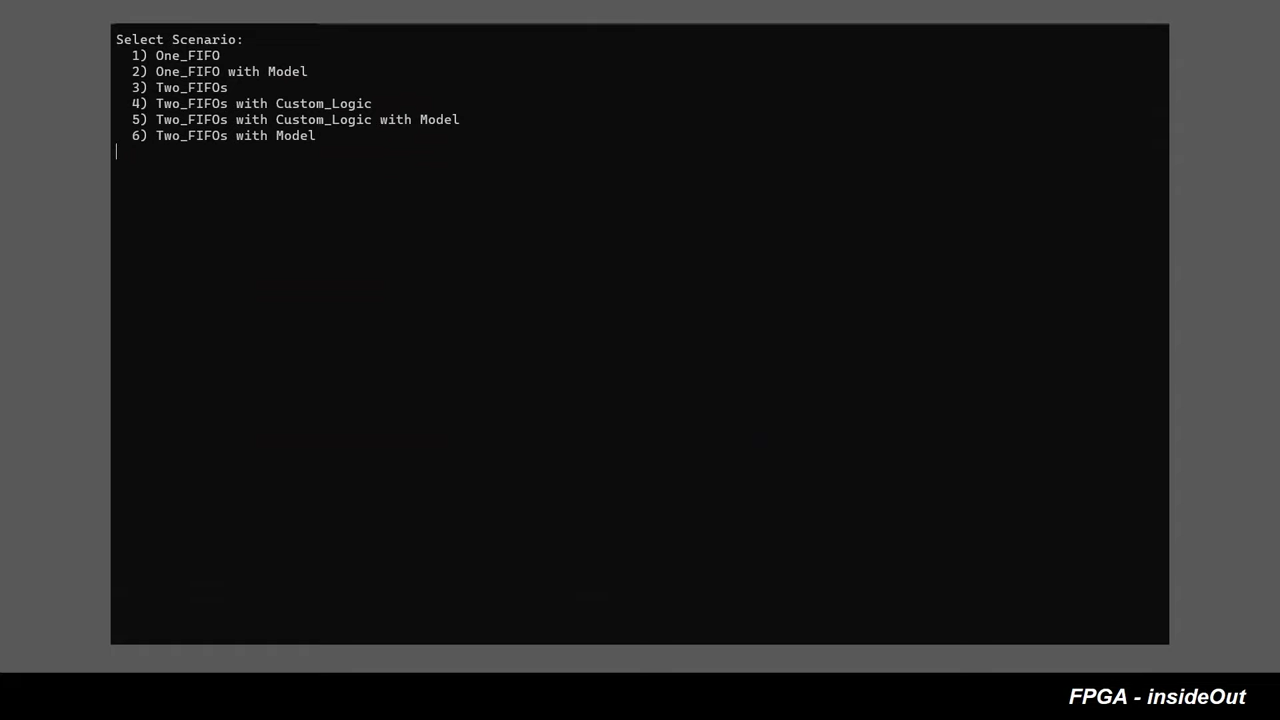 Select Scenario:
1) One_FIFO
2) One_FIFO with Model
3) Two_FIFOs
4) Two_FIFOs with Custom_Logic
5) Two_FIFOs with Custom_Logic with Model
6) Two_FIFOs with Model
FPGA - insideOut